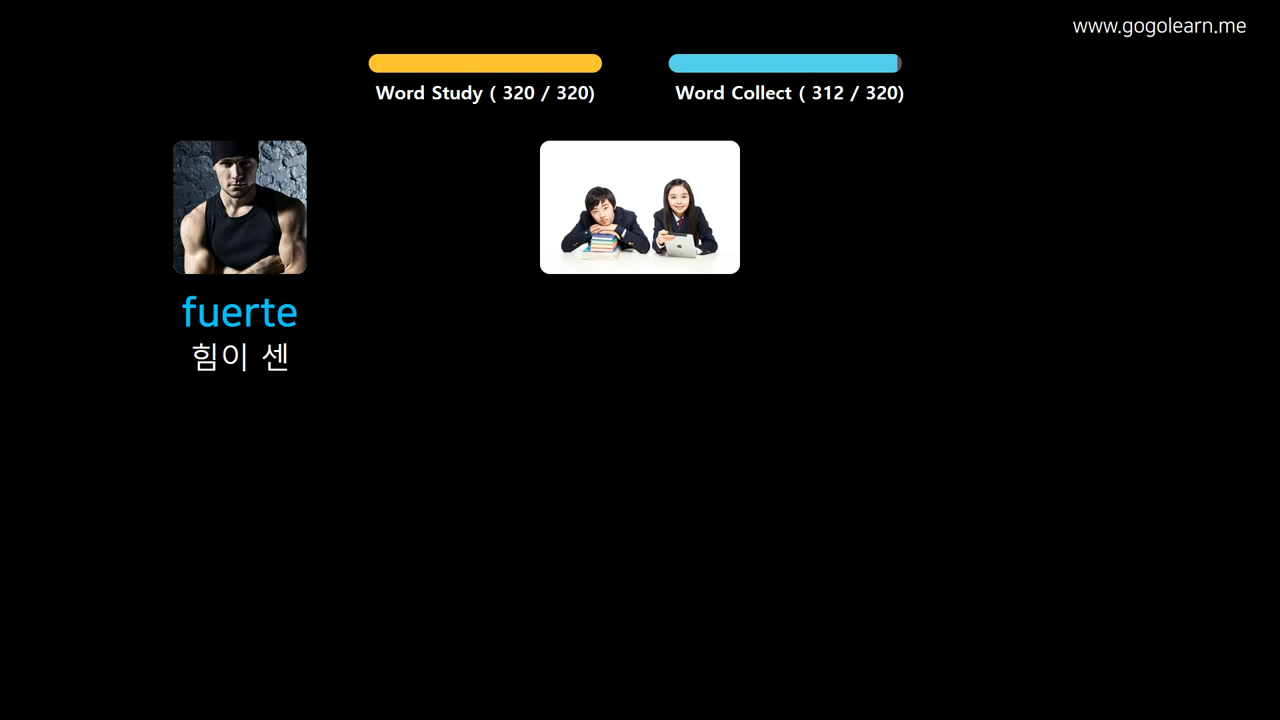 www.gogolearn.me
Word Study ( 320 / 320)
Word Collect ( 312 / 320)
fuerte
힘이 센